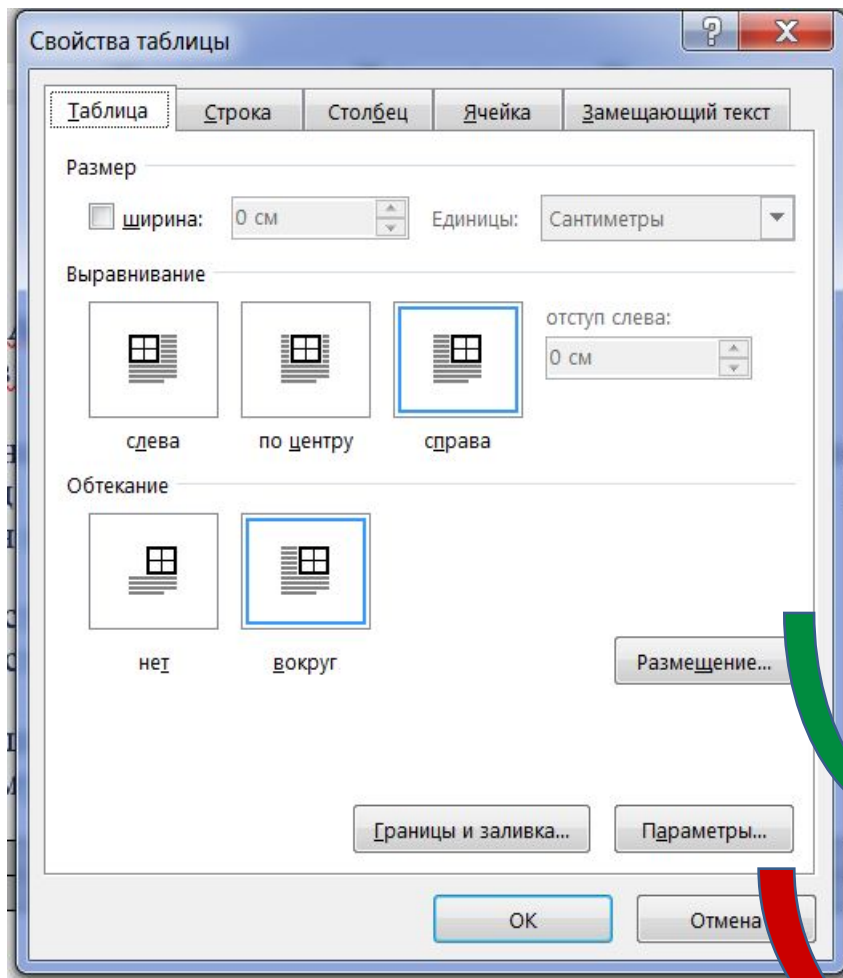 Свойства таблицы
Таблица Строка Столбец Ячейка Замещающий текст
Размер
ширина: 0 см Единицы: Сантиметры
Выравнивание
отступ слева:
0 см
слева по центру справа
Обтекание
нет вокруг
Размещение...
Границы и заливка... Параметры...
ОК Отмена